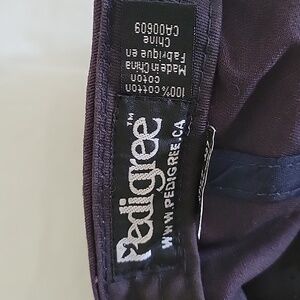 Pedigree™
WWW.PEDIGREE.CA
100% cotton
coton
Made in China
Fabriqué en
Chine
CA00609